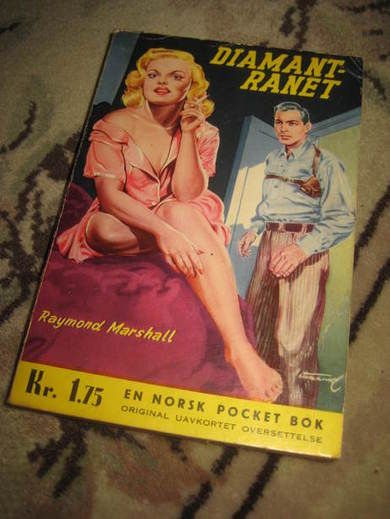 DIAMANT-
RANET
Raymond Marshall
Kr. 1.75
EN NORSK POCKET BOK
ORIGINAL UAVKORTET OVERSETTELSE